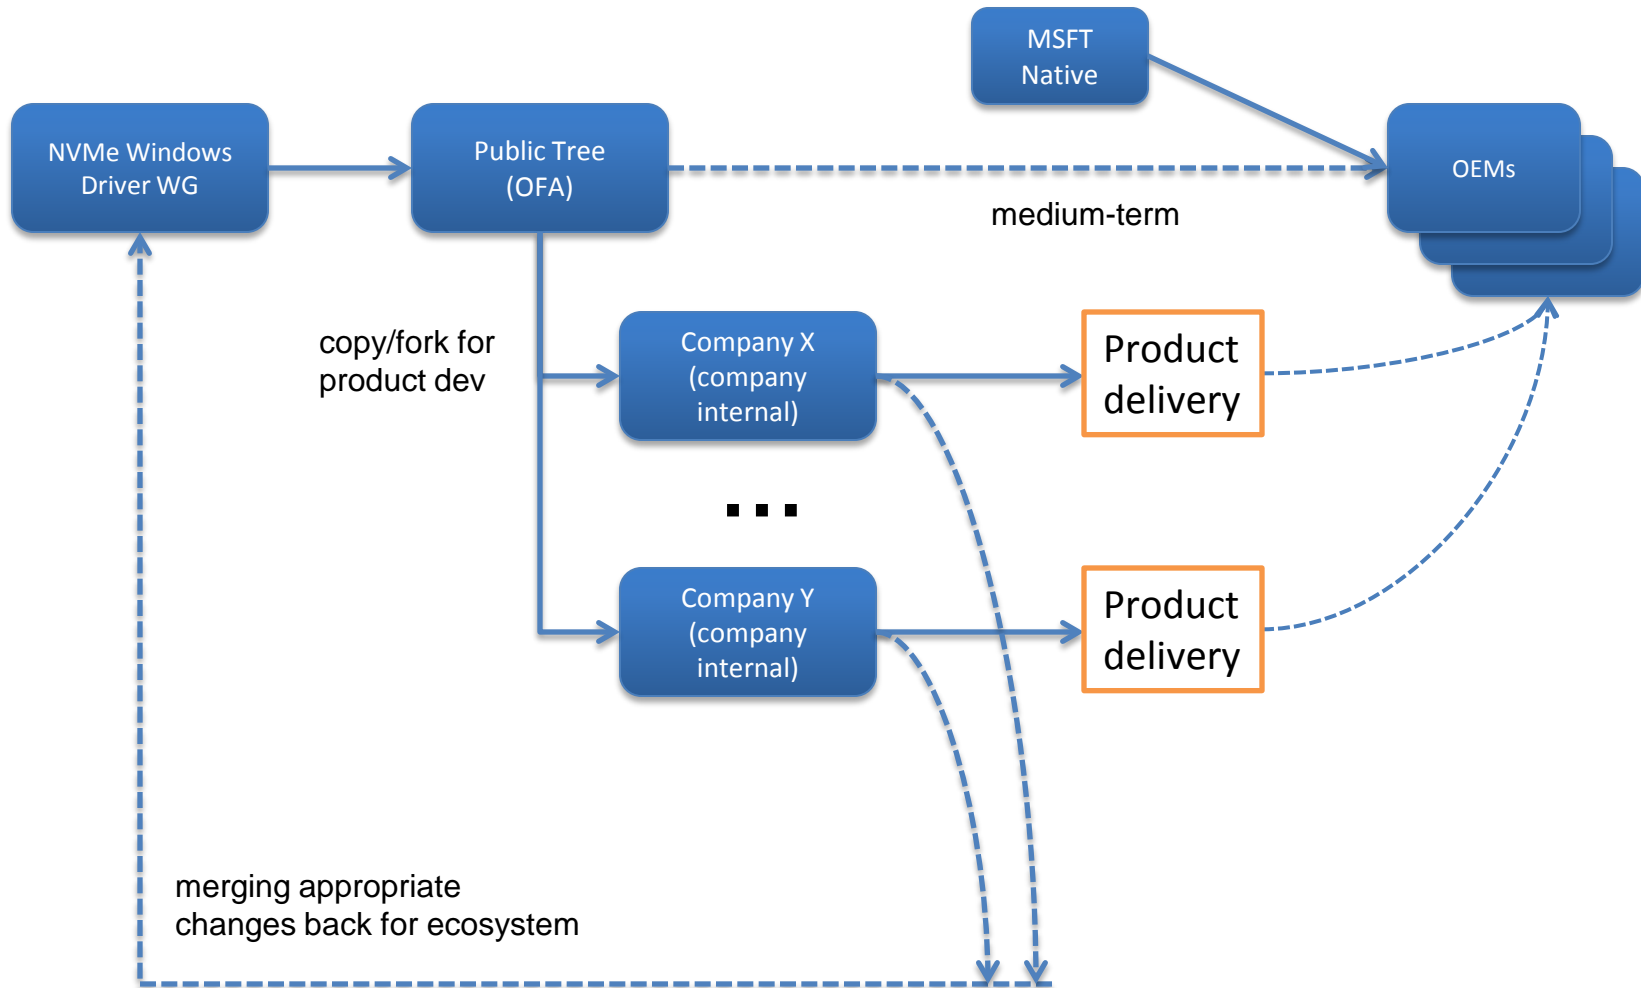 MSFT
Native
NVMe Windows
Driver WG
Public Tree
(OFA)
OEMs
medium-term
copy/fork for
product dev
Company X
(company
internal)
Product
delivery
...
Company Y
(company
internal)
Product
delivery
merging appropriate
changes back for ecosystem